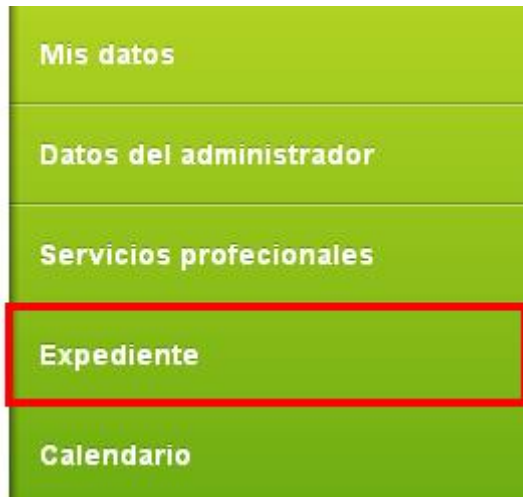 Mis datos
Datos del administrador
Servicios profecionales
Expediente
Calendario